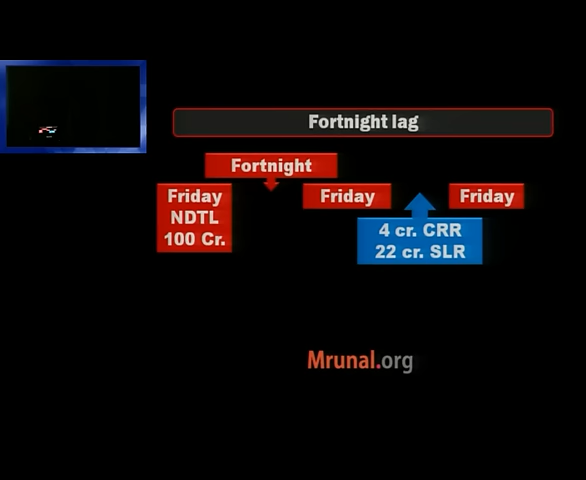 Fortnight lag
Fortnight
Friday
NDTL
100 Cr.
Friday
Friday
4 cr. CRR
22 cr. SLR
Mrunal.org